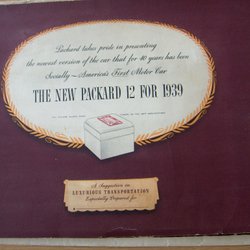 Packard takes pride in presenting
the newest version of the car that for 40 years has been
Socially—America's First Motor Car
THE NEW PACKARD 12 FOR 1939
A Suggestion in
LUXURIOUS TRANSPORTATION
Especially Prepared for